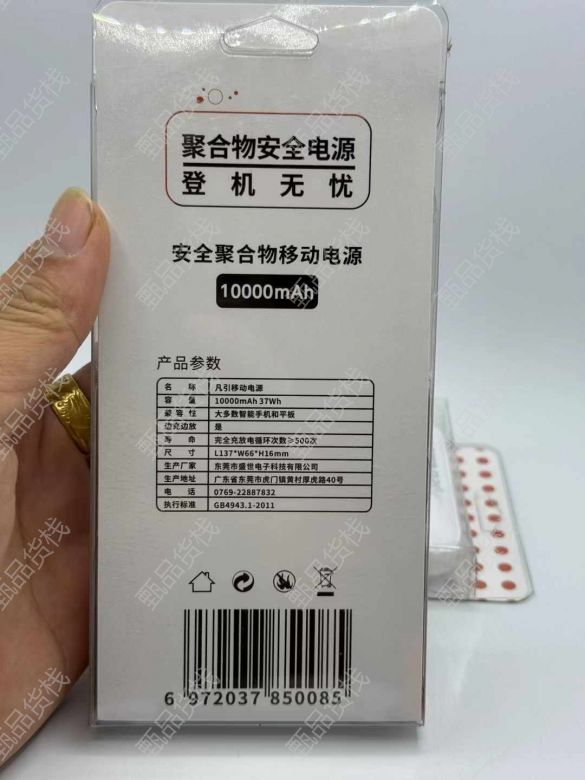 聚合物安全电源
登机无忧
安全聚合物移动电源
10000mAh
产品参数
名 称 凡引移动电源
容 量 10000mAh 37Wh
兼容性 大多数智能手机和平板
边充边放 是
寿 命 完全充放电循环次数≥500次
尺 寸 L137*W66*H16mm
生产厂家 东莞市盛世电子科技有限公司
生产地址 广东省东莞市虎门镇黄村厚虎路40号
电 话 0769-22887832
执行标准 GB4943.1-2011
6 972037 850085
甄品货栈